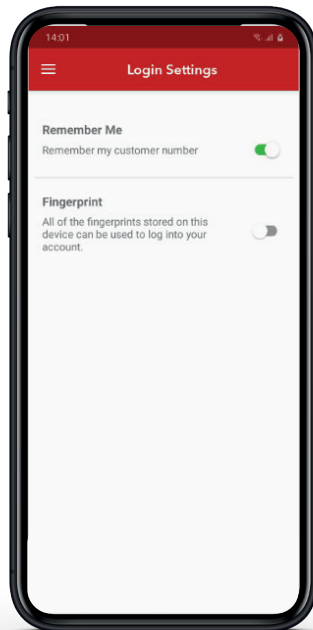 14:01
Login Settings
Remember Me
Remember my customer number
Fingerprint
All of the fingerprints stored on this
device can be used to log into your
account.